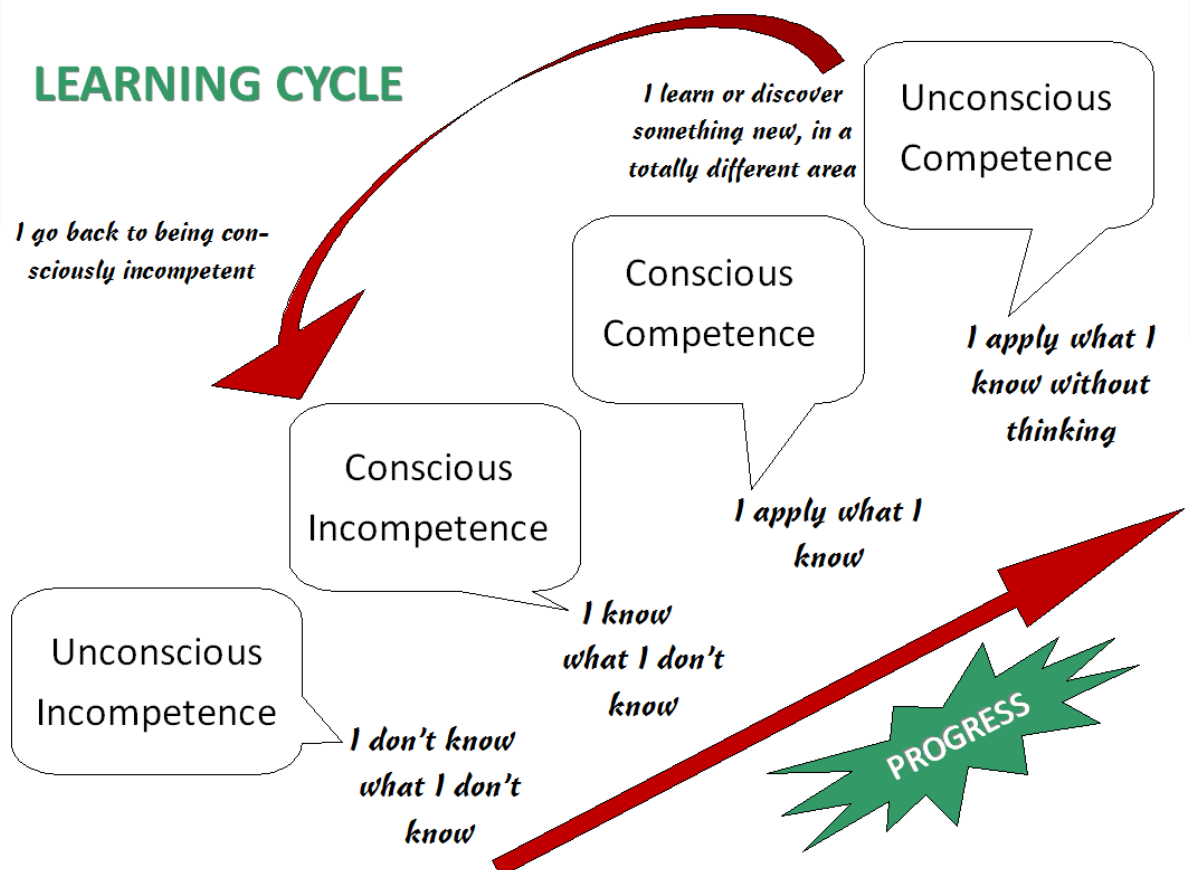 LEARNING CYCLE
I learn or discover
something new, in a
totally different area
Unconscious
Competence
I go back to being con-
sciously incompetent
Conscious
Competence
I apply what I
know without
thinking
Conscious
Incompetence
I apply what I
know
I know
what I don't
know
Unconscious
Incompetence
I don't know
what I don't
know
PROGRESS